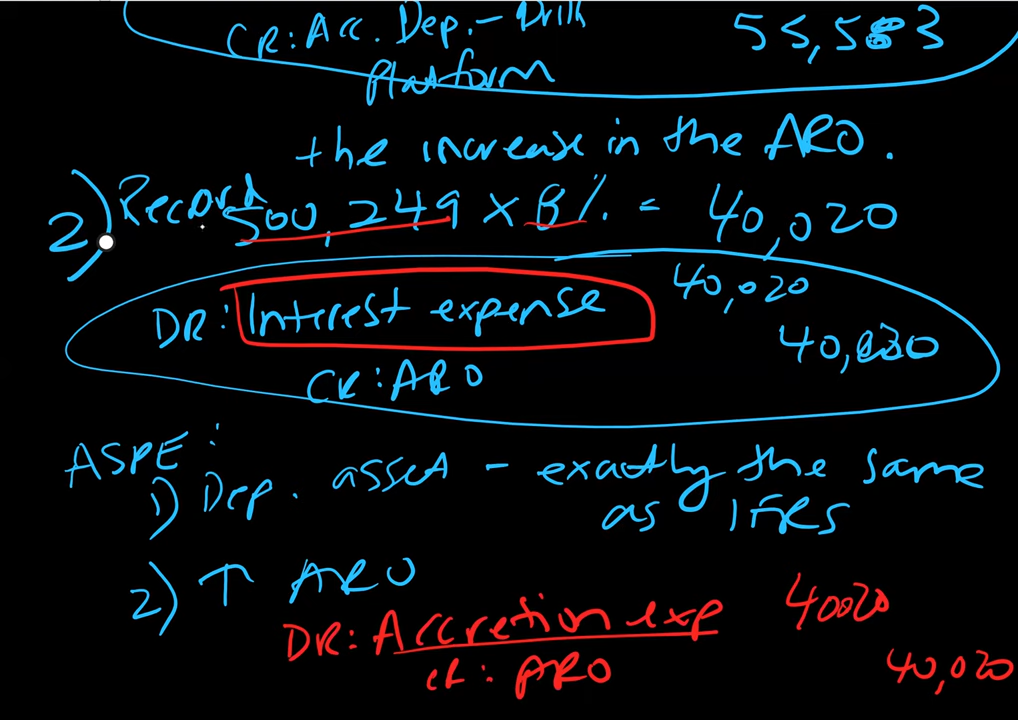 CR: Acc. Dep. - Drill 55,583
Platform
the increase in the ARO.
2) Record
500,249 × 8% = 40,020
DR: Interest expense 40,020
CR: ARO 40,020
ASPE:
1) Dep. asset - exactly the same
as IFRS
2) ↑ ARO
DR: Accretion exp 40020
CR: ARO 40,020